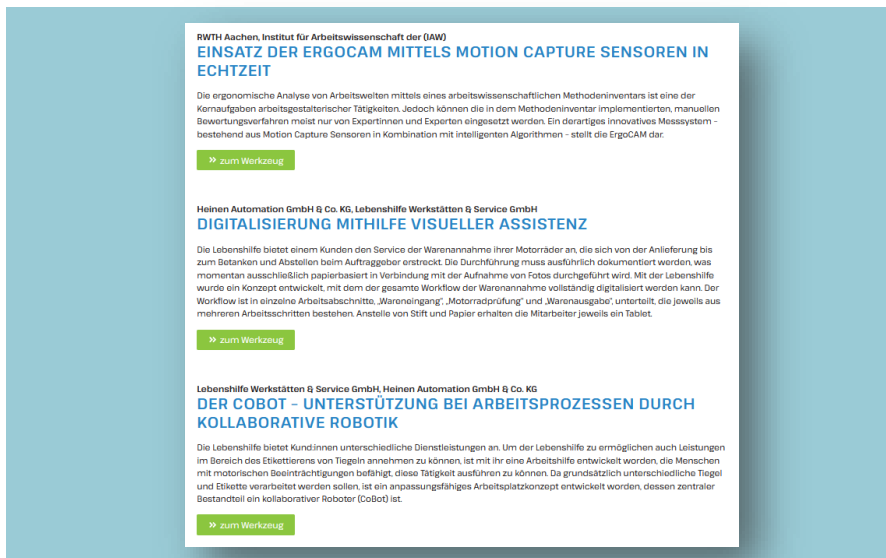 RWTH Aachen, Institut für Arbeitswissenschaft der (IAW)
EINSATZ DER ERGOCAM MITTELS MOTION CAPTURE SENSOREN IN
ECHTZEIT
Die ergonomische Analyse von Arbeitswelten mittels eines arbeitswissenschaftlichen Methodeninventars ist eine der
Kernaufgaben arbeitsgestalterischer Tätigkeiten. Jedoch können die in dem Methodeninventar implementierten, manuellen
Bewertungsverfahren meist nur von Expertinnen und Experten eingesetzt werden. Ein derartiges innovatives Messsystem –
bestehend aus Motion Capture Sensoren in Kombination mit intelligenten Algorithmen – stellt die ErgoCAM dar.
» zum Werkzeug
Heinen Automation GmbH & Co. KG, Lebenshilfe Werkstätten & Service GmbH
DIGITALISIERUNG MITHILFE VISUELLER ASSISTENZ
Die Lebenshilfe bietet einem Kunden den Service der Warenannahme ihrer Motorräder an, die sich von der Anlieferung bis
zum Betanken und Abstellen beim Auftraggeber erstreckt. Die Durchführung muss ausführlich dokumentiert werden, was
momentan ausschließlich papierbasiert in Verbindung mit der Aufnahme von Fotos durchgeführt wird. Mit der Lebenshilfe
wurde ein Konzept entwickelt, mit dem der gesamte Workflow der Warenannahme vollständig digitalisiert werden kann. Der
Workflow ist in einzelne Arbeitsabschnitte, „Wareneingang", „Motorradprüfung" und „Warenausgabe", unterteilt, die jeweils aus
mehreren Arbeitsschritten bestehen. Anstelle von Stift und Papier erhalten die Mitarbeiter jeweils ein Tablet.
» zum Werkzeug
Lebenshilfe Werkstätten & Service GmbH, Heinen Automation GmbH & Co. KG
DER COBOT – UNTERSTÜTZUNG BEI ARBEITSPROZESSEN DURCH
KOLLABORATIVE ROBOTIK
Die Lebenshilfe bietet Kund:innen unterschiedliche Dienstleistungen an. Um der Lebenshilfe zu ermöglichen auch Leistungen
im Bereich des Etikettierens von Tiegeln annehmen zu können, ist mit ihr eine Arbeitshilfe entwickelt worden, die Menschen
mit motorischen Beeinträchtigungen befähigt, diese Tätigkeit ausführen zu können. Da grundsätzlich unterschiedliche Tiegel
und Etikette verarbeitet werden sollen, ist ein anpassungsfähiges Arbeitsplatzkonzept entwickelt worden, dessen zentraler
Bestandteil ein kollaborativer Roboter (CoBot) ist.
» zum Werkzeug